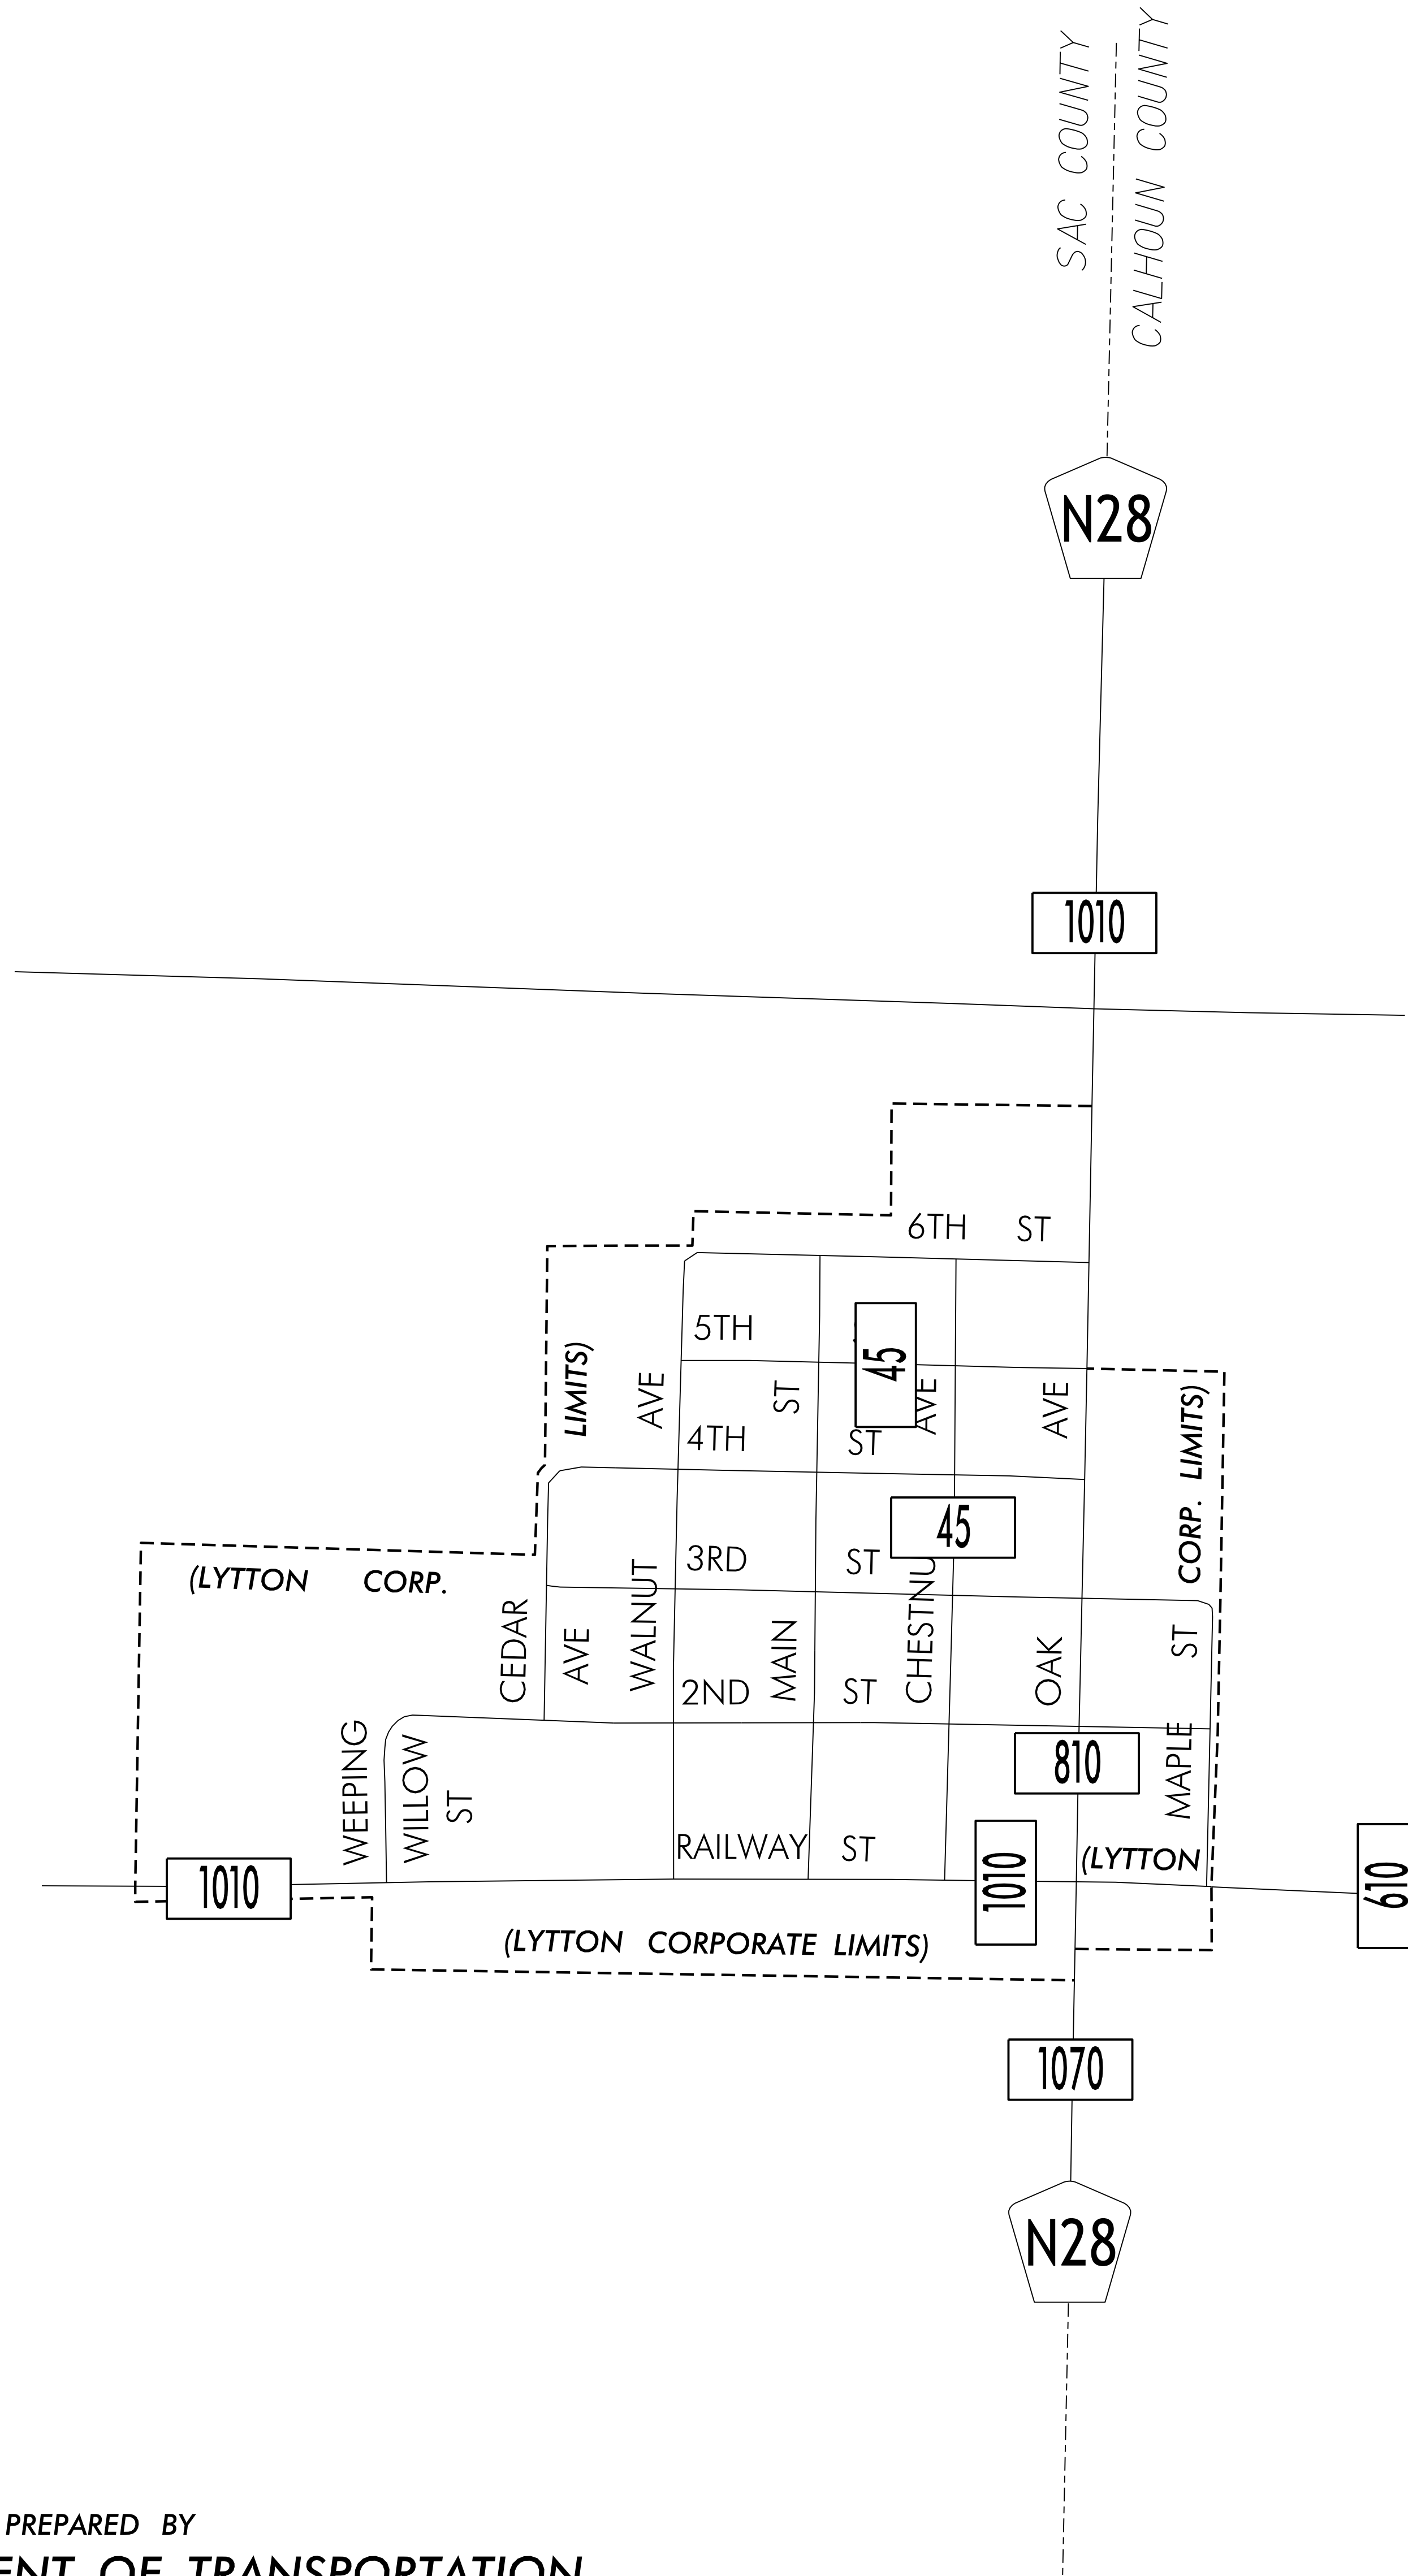 SAC COUNTY
CALHOUN COUNTY
N28
1010
6TH ST
5TH
45
LIMITS)
AVE
ST
AVE
AVE
CORP. LIMITS)
4TH ST
45
3RD ST
(LYTTON CORP.
CEDAR
AVE
WALNUT
MAIN
OAK
ST
2ND ST
810
WEEPING
WILLOW
ST
MAPLE
RAILWAY ST
1010
1010
(LYTTON
610
(LYTTON CORPORATE LIMITS)
1070
N28
PREPARED BY
OF TRANSPORTATION